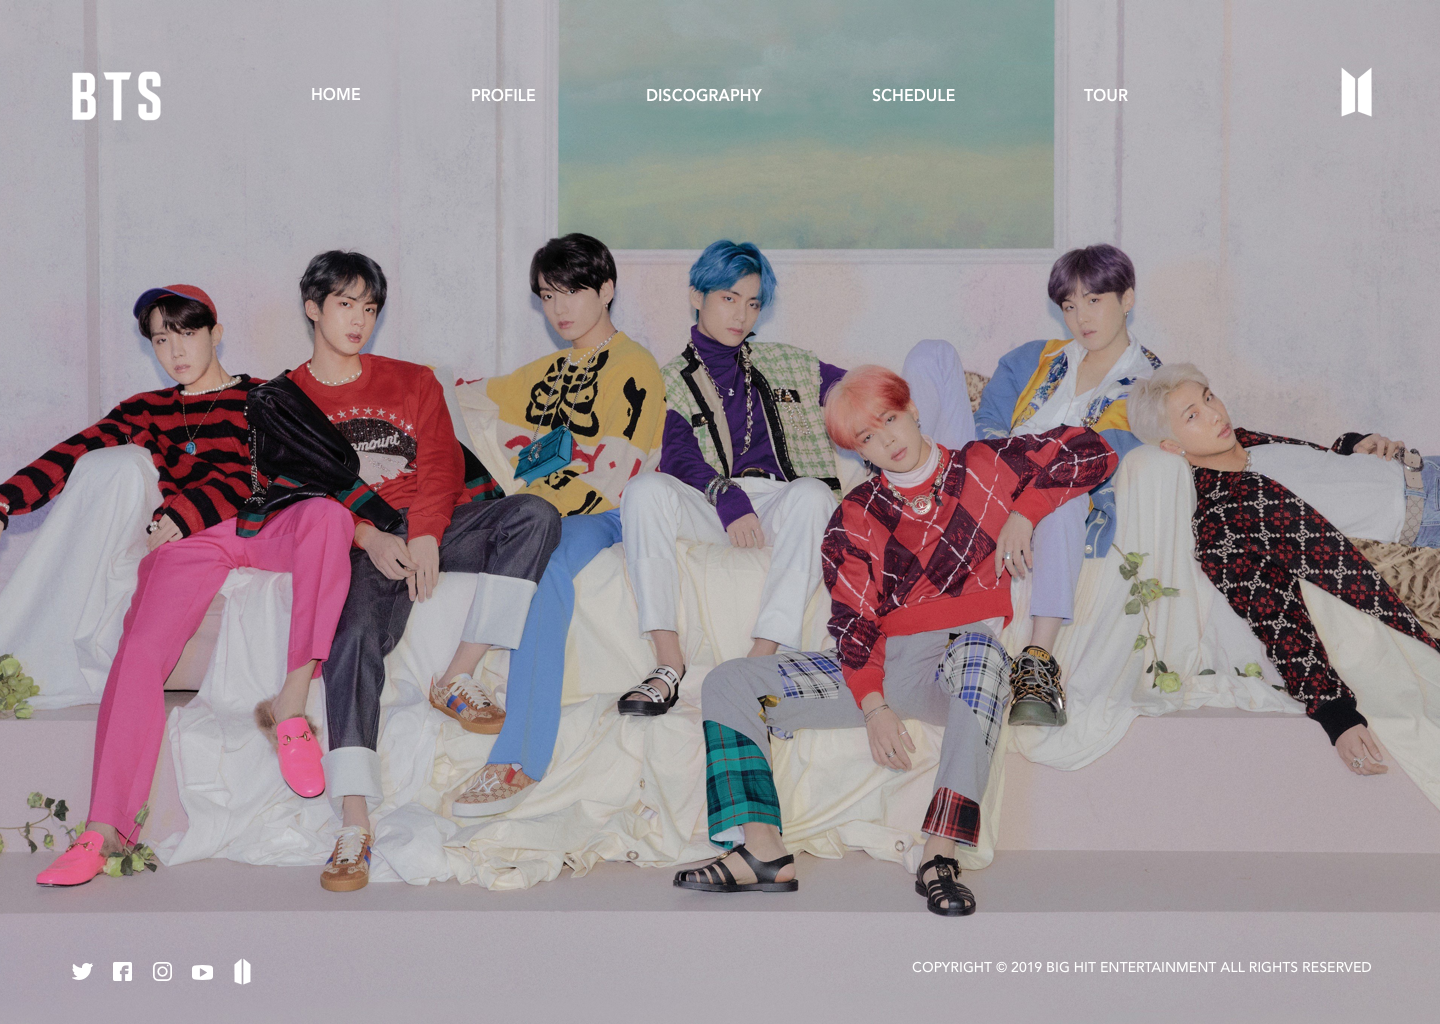 BTS
HOME
PROFILE
DISCOGRAPHY
SCHEDULE
TOUR
COPYRIGHT © 2019 BIG HIT ENTERTAINMENT ALL RIGHTS RESERVED